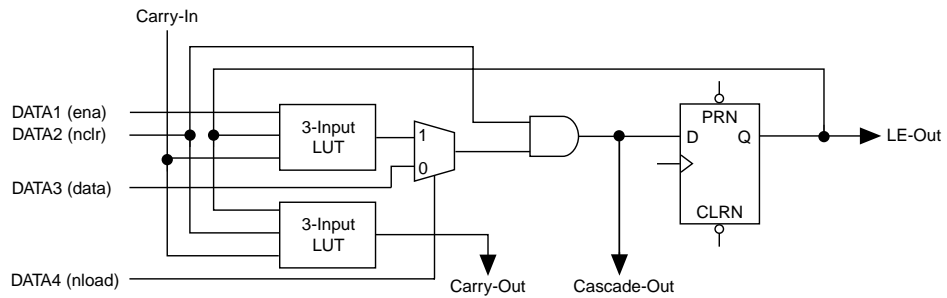 Carry-In
DATA1 (ena)
DATA2 (nclr)
DATA3 (data)
DATA4 (nload)
3-Input
LUT
1
0
3-Input
LUT
Carry-Out
Cascade-Out
PRN
D
Q
CLRN
LE-Out